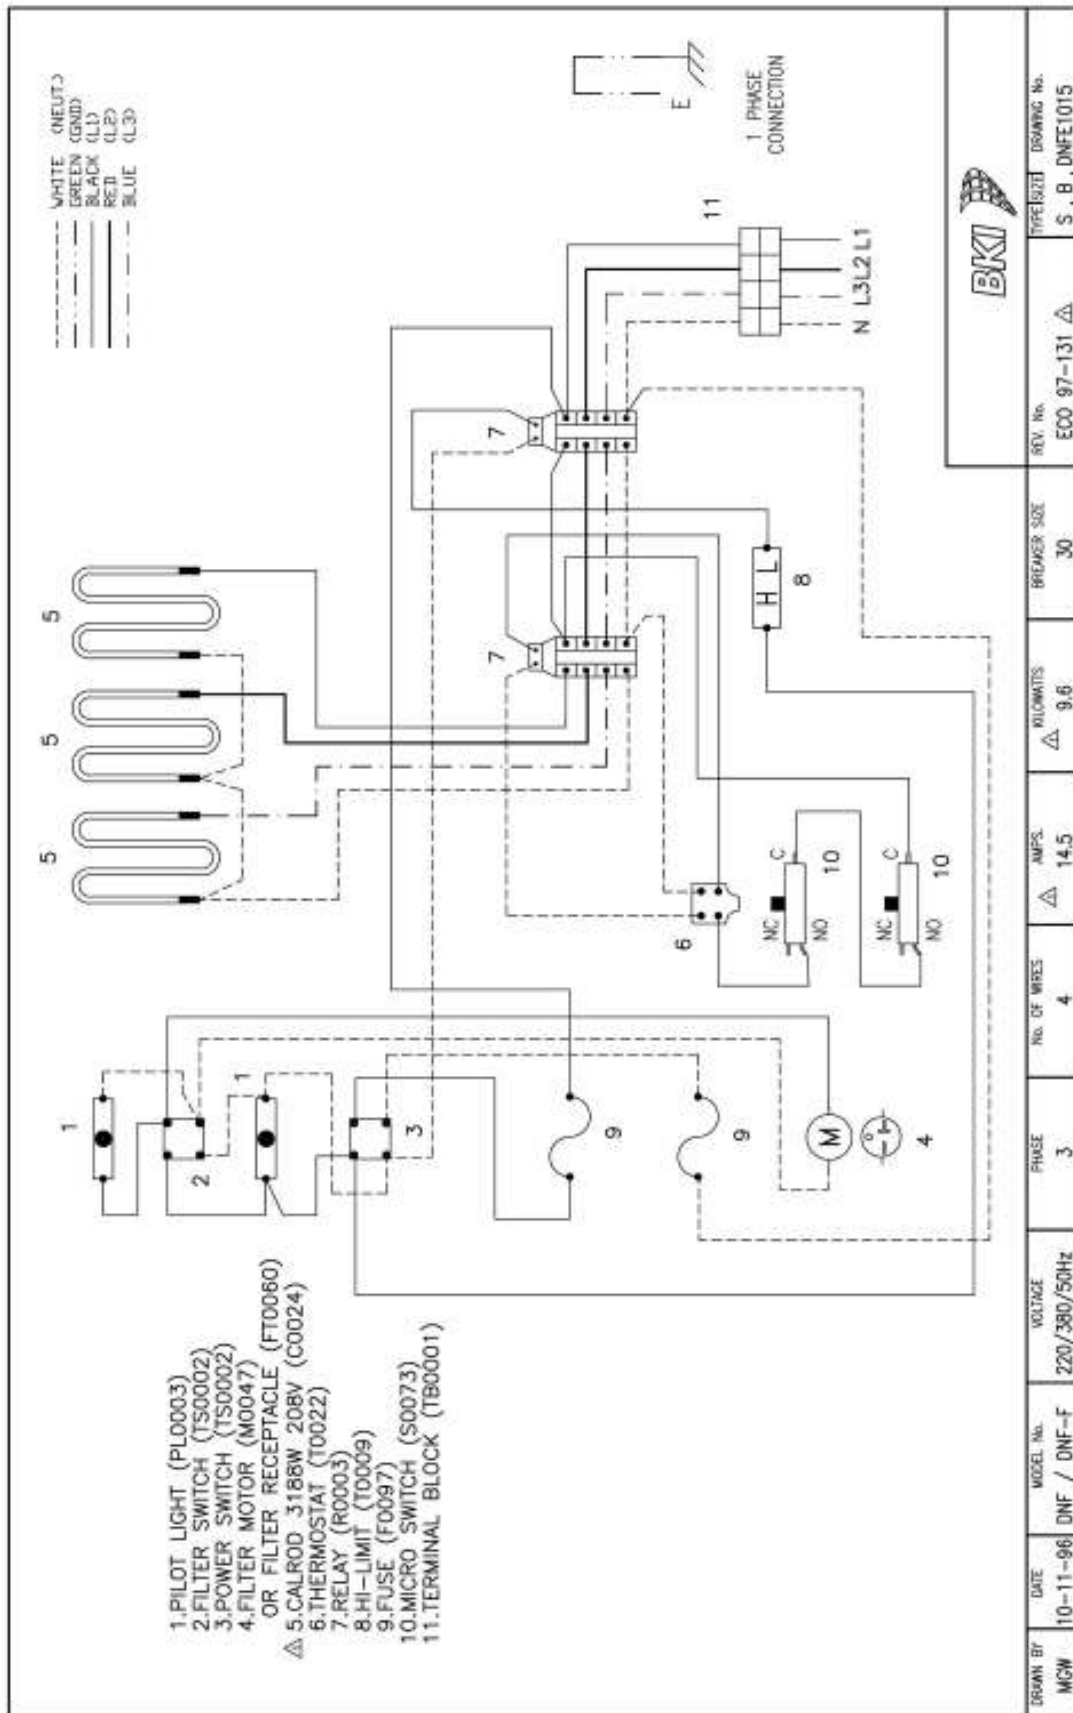 WHITE (NEUT.)
GREEN (GND)
BLACK (L1)
RED (L2)
BLUE (L3)
5
5
5
1
1
2
3
7
7
E
1 PHASE
CONNECTION
11
N L3 L2 L1
H L
8
6
NC
C
NO
10
NC
C
NO
10
9
9
M
4
1.PILOT LIGHT (PL0003)
2.FILTER SWITCH (TS0002)
3.POWER SWITCH (TS0002)
4.FILTER MOTOR (M0047)
OR FILTER RECEPTACLE (FT0060)
5.CALROD 3188W 208V (C0024)
6.THERMOSTAT (T0022)
7.RELAY (R0003)
8.HI-LIMIT (T0009)
9.FUSE (F0097)
10.MICRO SWITCH (S0073)
11.TERMINAL BLOCK (TB0001)
BKI
DRAWN BY DATE MODEL No. VOLTAGE PHASE No. OF WIRES AMPS. KILOWATTS BREAKER SIZE REV. No. TYPE SIZE DRAWING No.
MGW 10-11-96 DNF / DNF-F 220/380/50Hz 3 4 14.5 9.6 30 ECO 97-131 S B DNFE1015